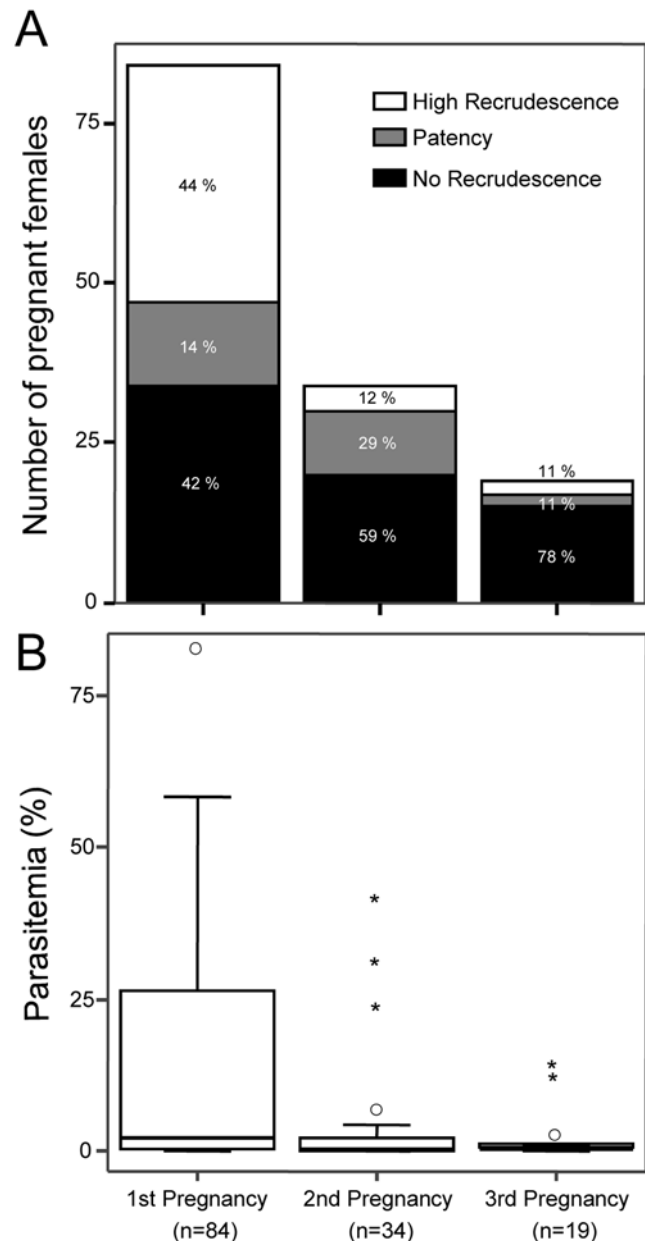 A
Number of pregnant females
75
50
25
0
High Recrudescence
Patency
No Recrudescence
44 %
14 %
42 %
12 %
29 %
59 %
11 %
11 %
78 %
B
Parasitemia (%)
75
50
25
0
1st Pregnancy
(n=84)
2nd Pregnancy
(n=34)
3rd Pregnancy
(n=19)